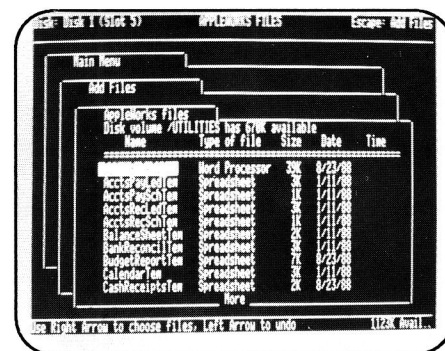 Disk: Disk 1 (Slot 5) APPLEWORKS FILES Escape: Add Files
Main Menu
Add Files
AppleWorks files
Disk volume /UTILITIES has 670K available
Name Type of file Size Date Time
Word Processor 8/23/88
AcctsPayLedTem Spreadsheet 1/11/88
AcctsPaySchTem Spreadsheet 1/11/88
AcctsRecLedTem Spreadsheet 1/11/88
AcctsRecSchTem Spreadsheet 1/11/88
BalanceSheetTem Spreadsheet 1/11/88
BankReconcilTem Spreadsheet 1/11/88
BudgetReportTem Spreadsheet 8/23/88
CalendarTem Spreadsheet 1/11/88
CashReceiptsTem Spreadsheet 2K 8/23/88
More
Use Right Arrow to choose files, Left Arrow to undo 1123K Avail.